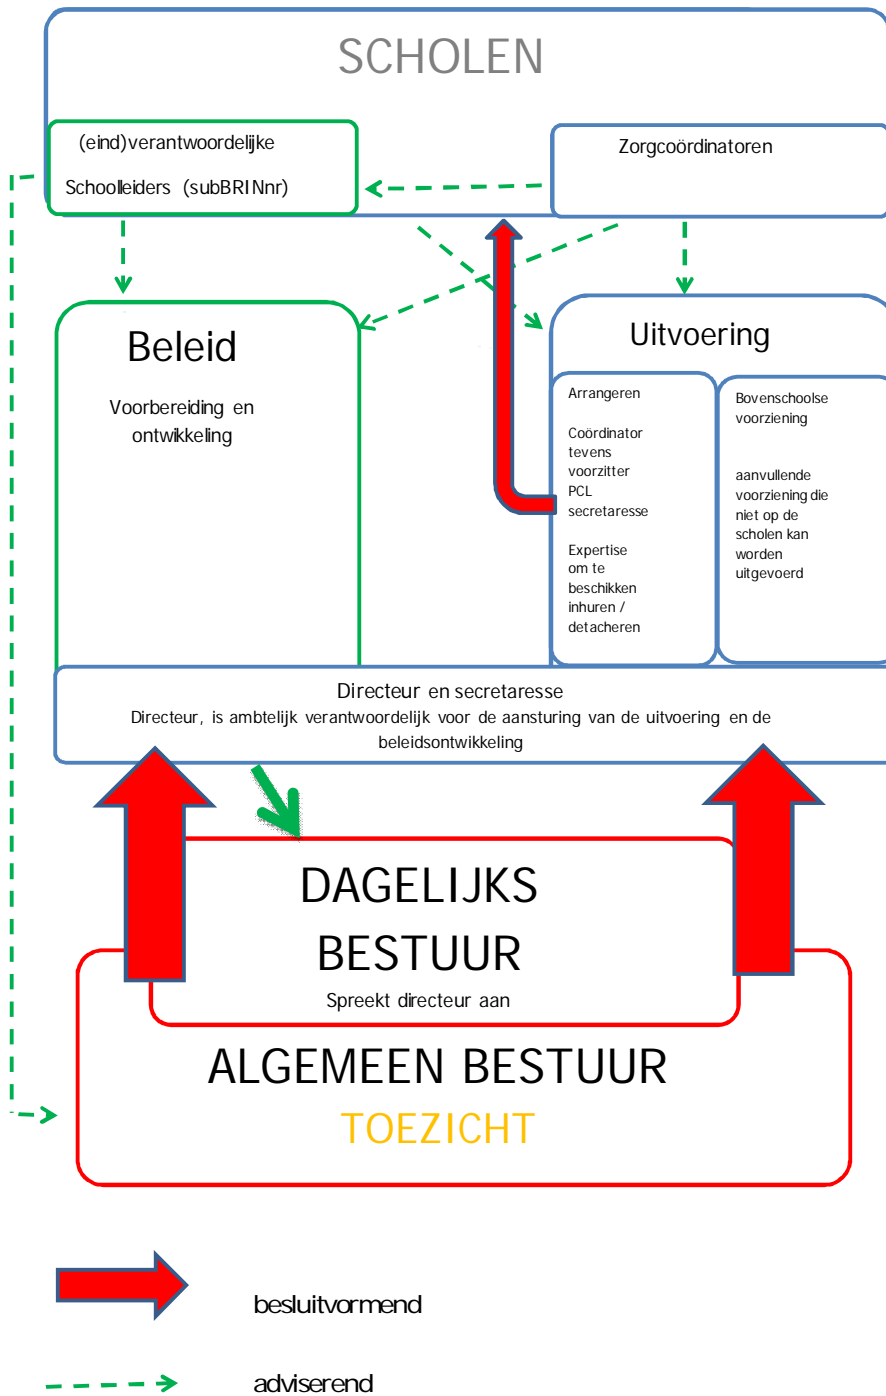 SCHOLEN
(eind)verantwoordelijke
Schoolleiders (subBRINnr)
Zorgcoördinatoren
Beleid
Voorbereiding en
ontwikkeling
Uitvoering
Arrangeren
Coördinator
tevens
voorzitter
PCL
secretaresse
Expertise
om te
beschikken
inhuren /
detacheren
Bovenschoolse
voorziening
aanvullende
voorziening die
niet op de
scholen kan
worden
uitgevoerd
Directeur en secretaresse
Directeur, is ambtelijk verantwoordelijk voor de aansturing van de uitvoering en de
beleidsontwikkeling
DAGELIJKS
BESTUUR
Spreekt directeur aan
ALGEMEEN BESTUUR
TOEZICHT
besluitvormend
adviserend